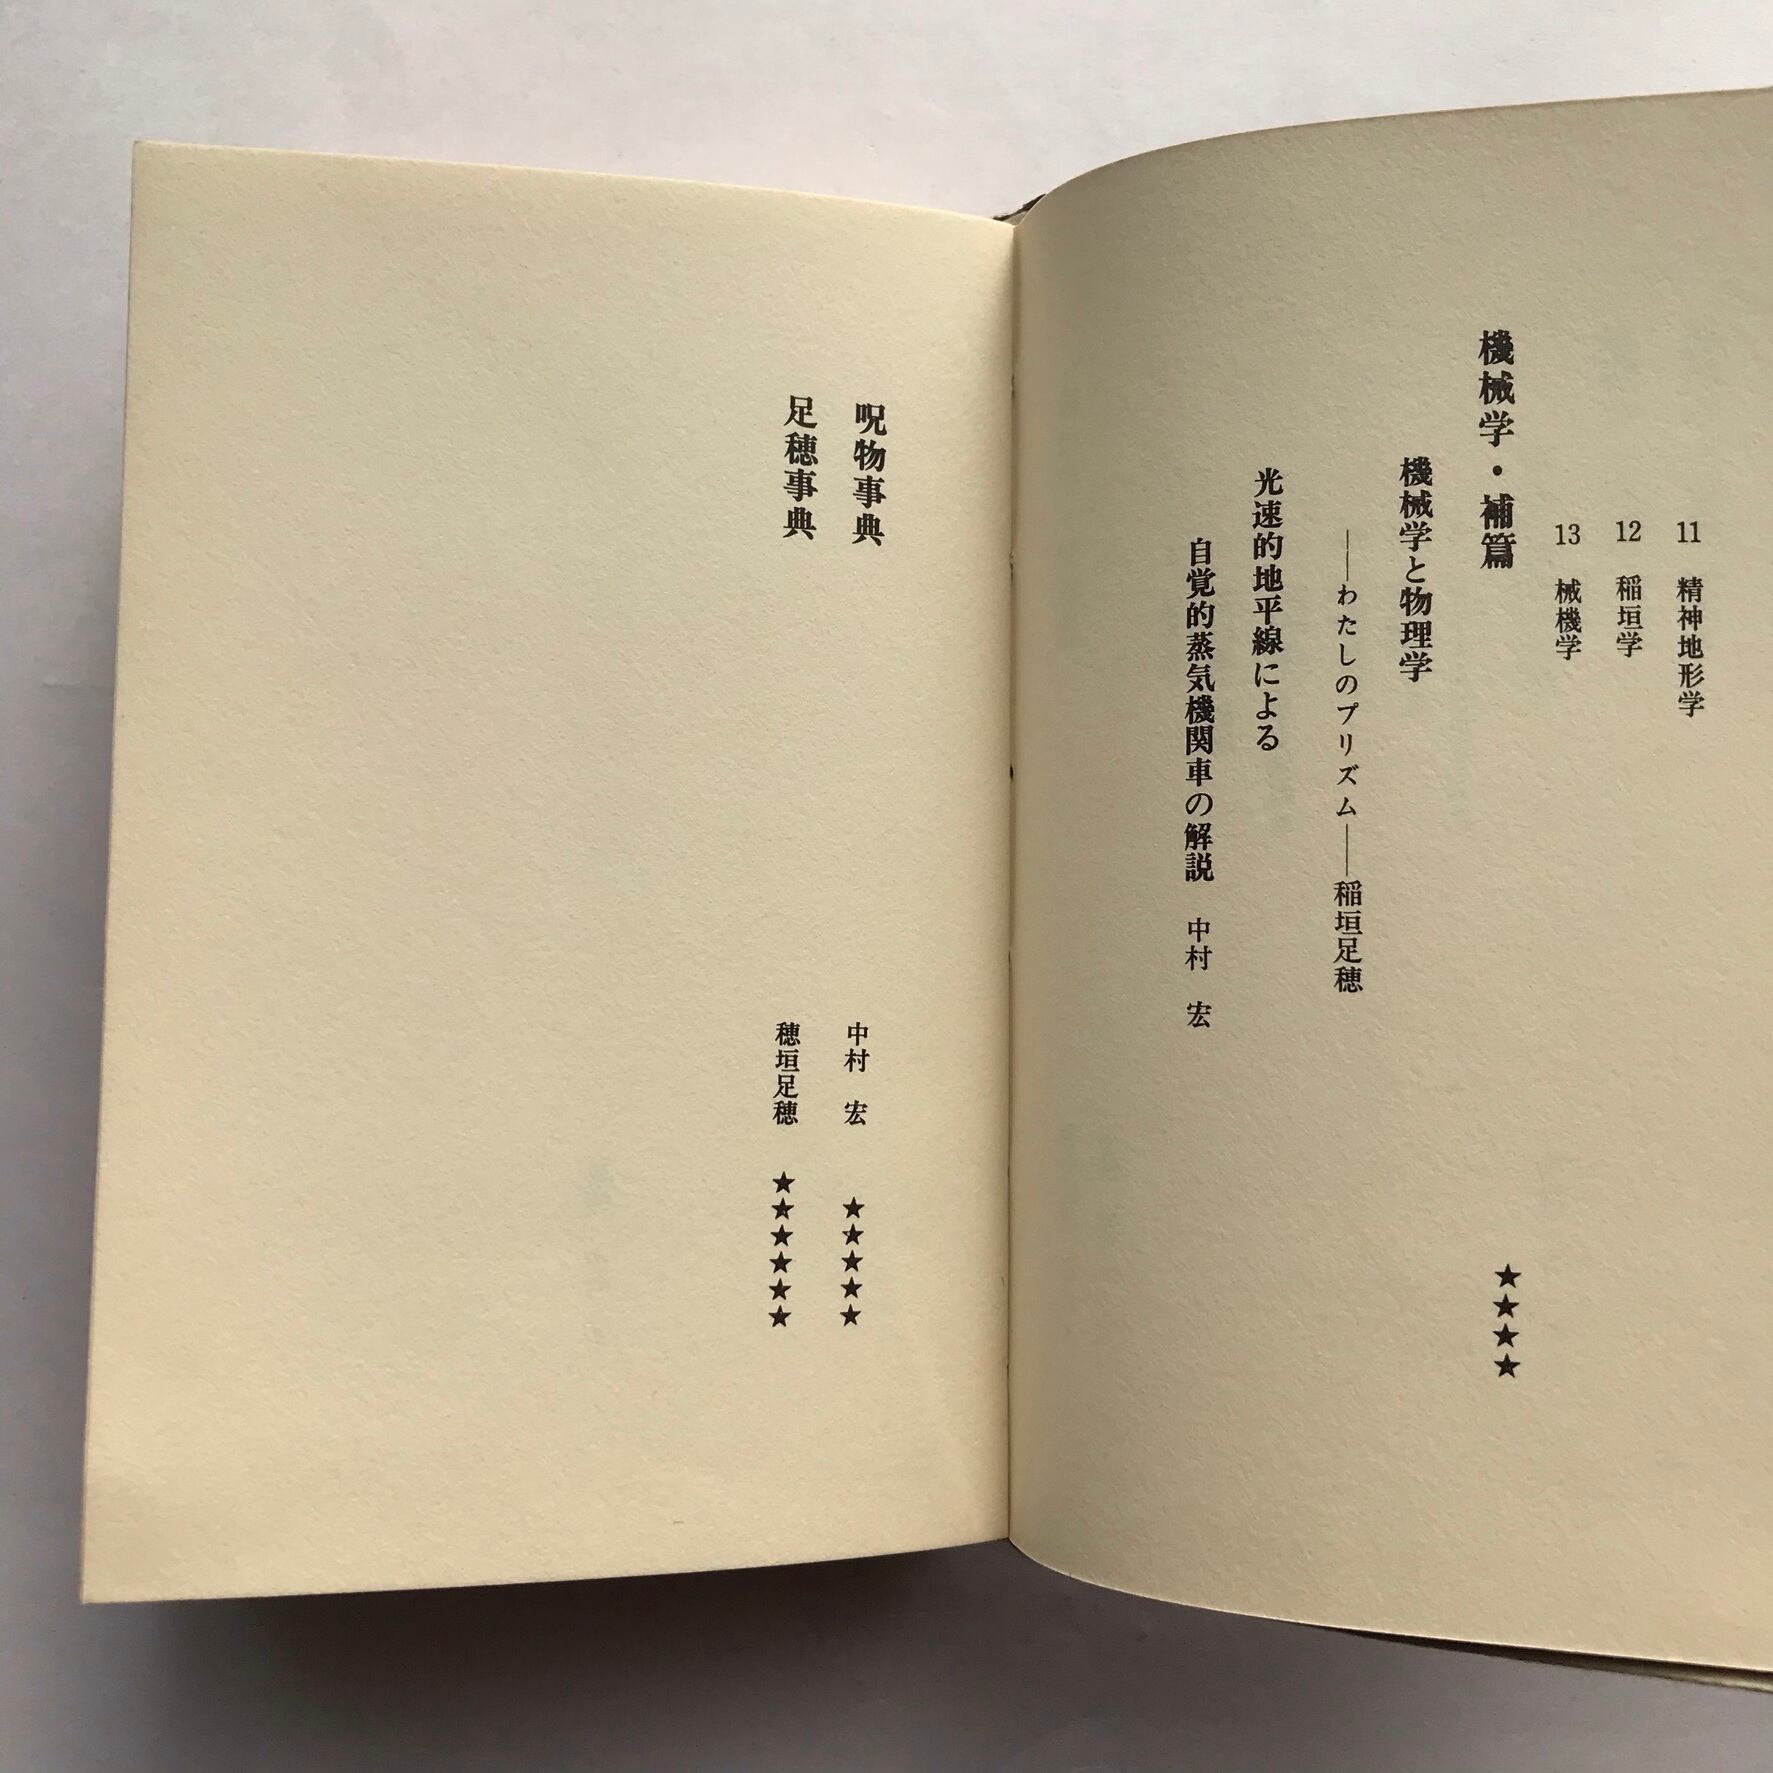 11 精神地形学
12 稲垣学
13 械機学
機械学・補篇 ★★★★
機械学と物理学
──わたしのプリズム──稲垣足穂
光速的地平線による
自覚的蒸気機関車の解説 中村 宏
呪物事典 中村 宏 ★★★★★
足穂事典 穂垣足穂 ★★★★★★